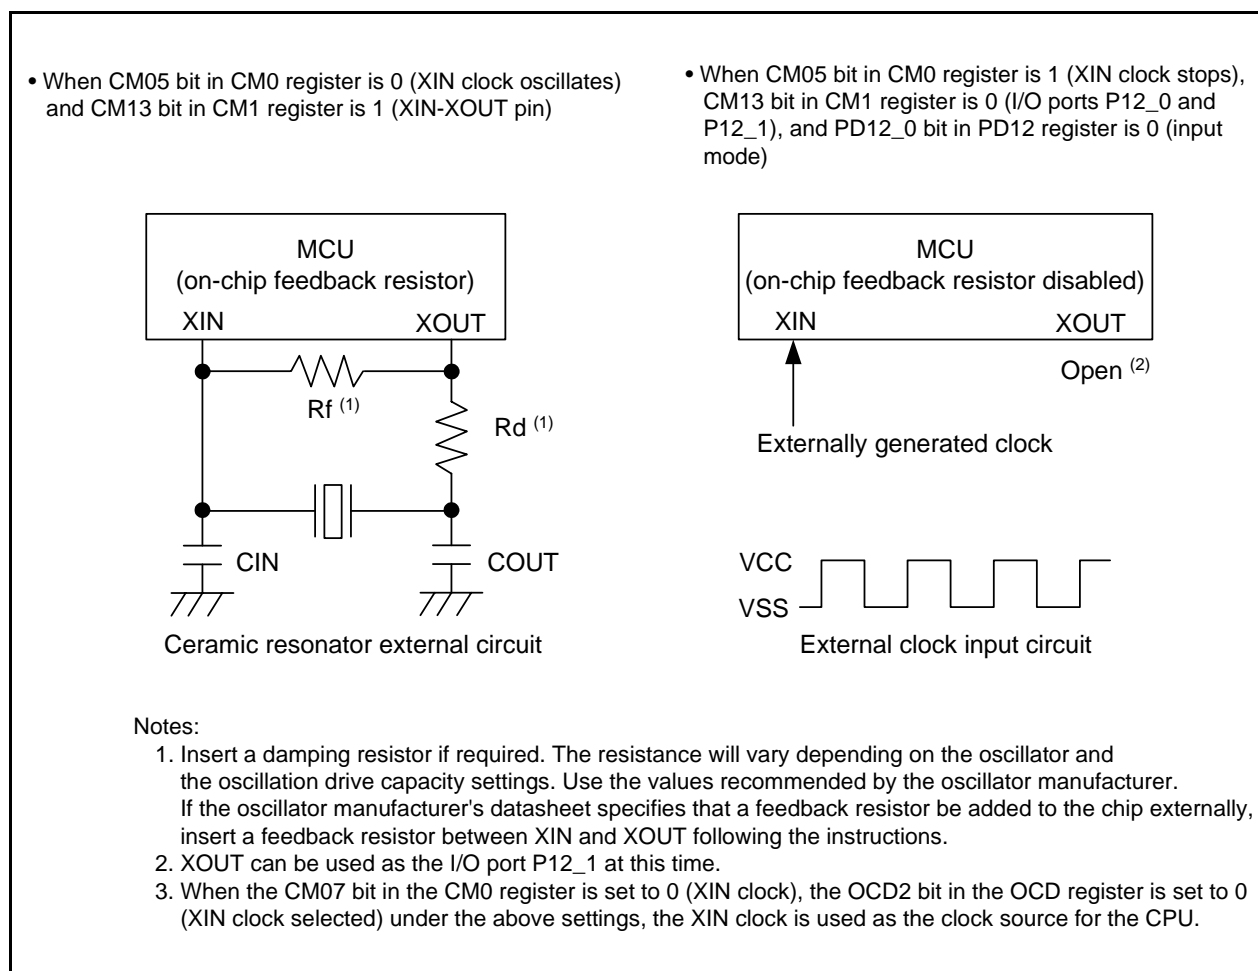 • When CM05 bit in CM0 register is 0 (XIN clock oscillates)
and CM13 bit in CM1 register is 1 (XIN-XOUT pin)
MCU
(on-chip feedback resistor)
XIN
XOUT
Rf (1)
Rd (1)
CIN
COUT
Ceramic resonator external circuit
• When CM05 bit in CM0 register is 1 (XIN clock stops),
CM13 bit in CM1 register is 0 (I/O ports P12_0 and
P12_1), and PD12_0 bit in PD12 register is 0 (input
mode)
MCU
(on-chip feedback resistor disabled)
XIN
XOUT
Open (2)
Externally generated clock
VCC
VSS
External clock input circuit
Notes:
1. Insert a damping resistor if required. The resistance will vary depending on the oscillator and
the oscillation drive capacity settings. Use the values recommended by the oscillator manufacturer.
If the oscillator manufacturer's datasheet specifies that a feedback resistor be added to the chip externally,
insert a feedback resistor between XIN and XOUT following the instructions.
2. XOUT can be used as the I/O port P12_1 at this time.
3. When the CM07 bit in the CM0 register is set to 0 (XIN clock), the OCD2 bit in the OCD register is set to 0
(XIN clock selected) under the above settings, the XIN clock is used as the clock source for the CPU.